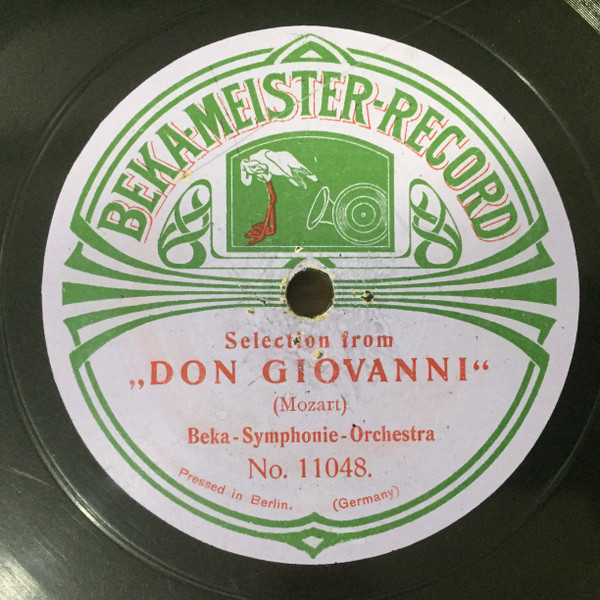 BEKA-MEISTER-RECORD
Selection from
„DON GIOVANNI“
(Mozart)
Beka-Symphonie-Orchestra
No. 11048.
Pressed in Berlin. (Germany)